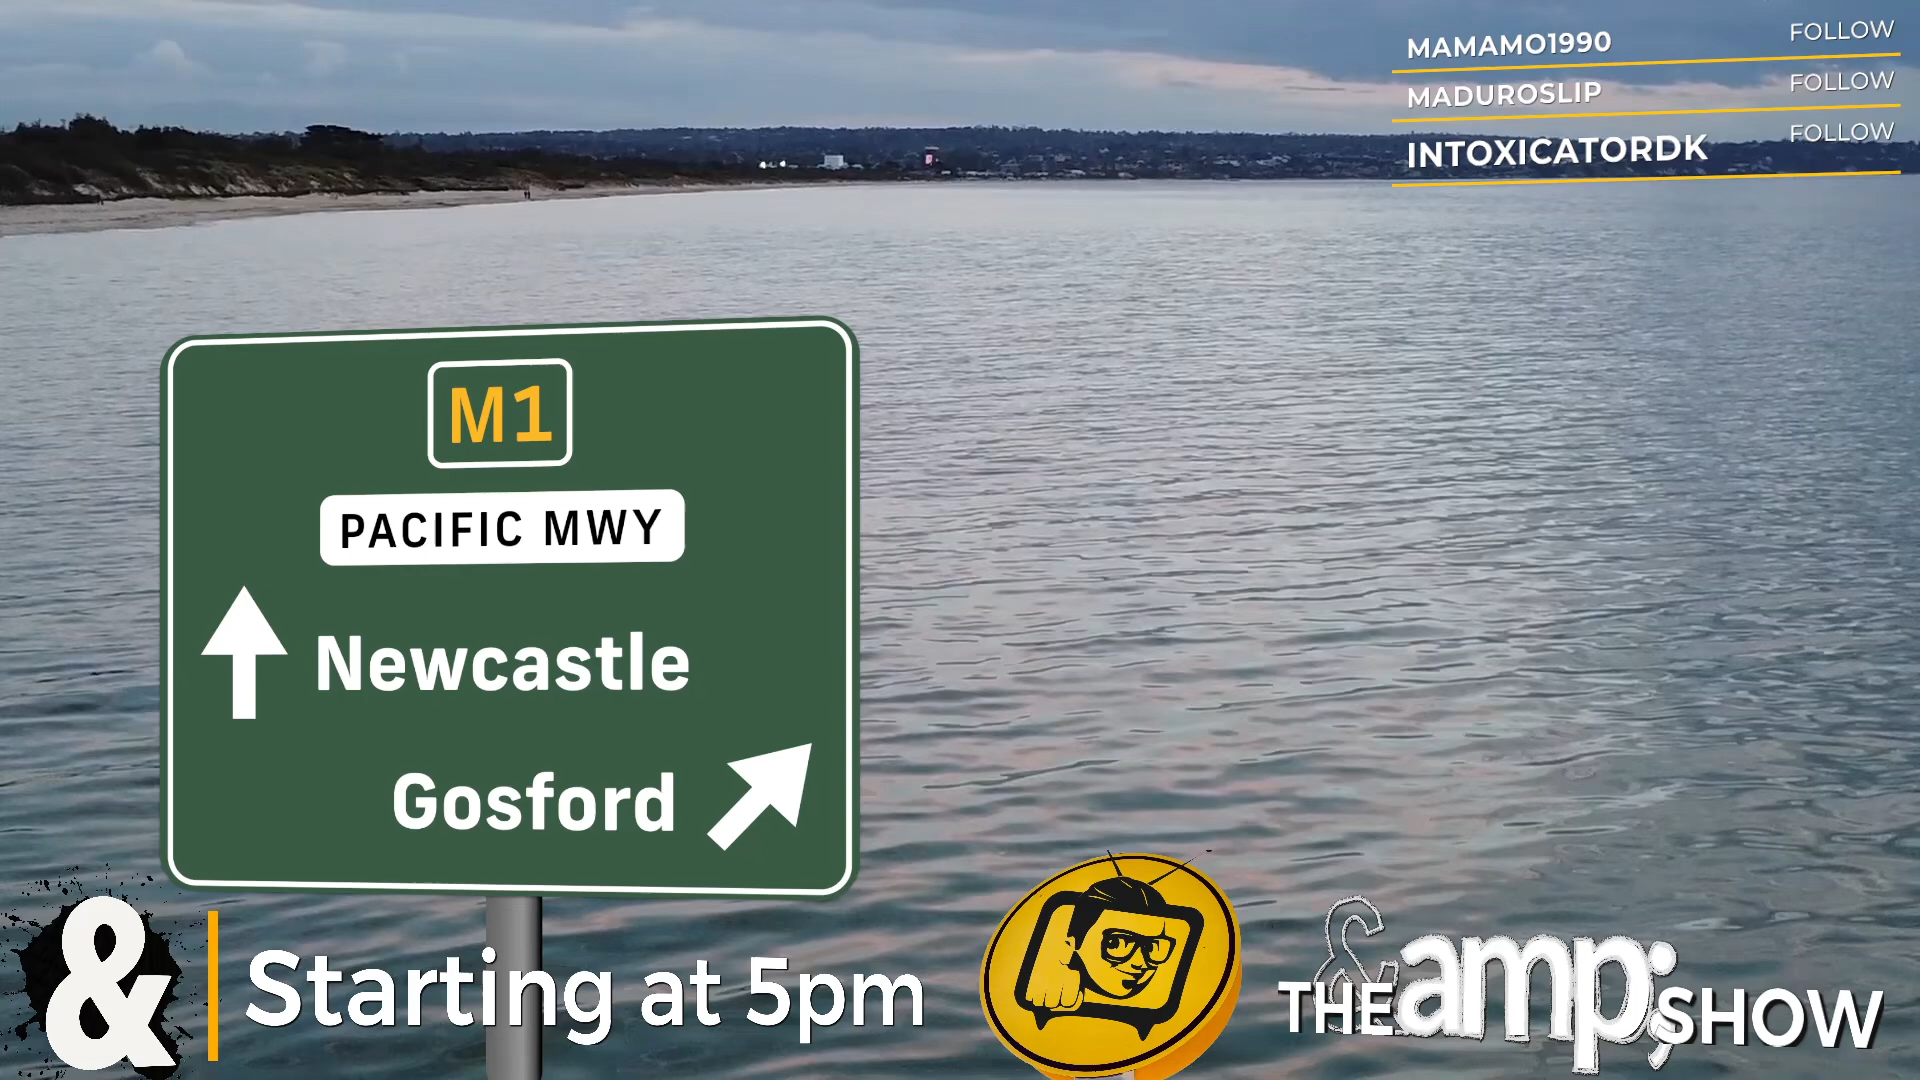 MAMAMO1990 FOLLOW
MADUROSLIP FOLLOW
INTOXICATORDK FOLLOW
M1
PACIFIC MWY
Newcastle
Gosford
& Starting at 5pm
THE &amp; SHOW